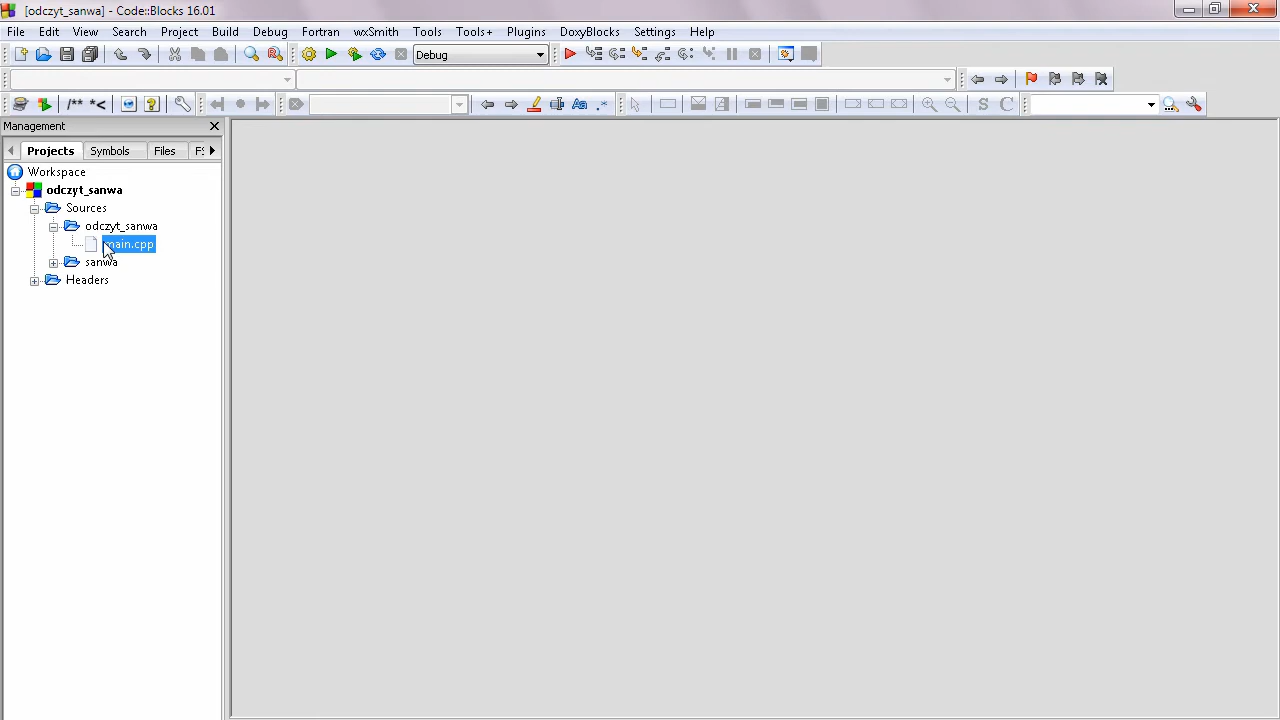 [odczyt_sanwa] - Code::Blocks 16.01
File Edit View Search Project Build Debug Fortran wxSmith Tools Tools+ Plugins DoxyBlocks Settings Help
Debug
/** *< Aa .* S C
Management
Projects Symbols Files
Workspace
odczyt_sanwa
Sources
odczyt_sanwa
main.cpp
sanwa
Headers